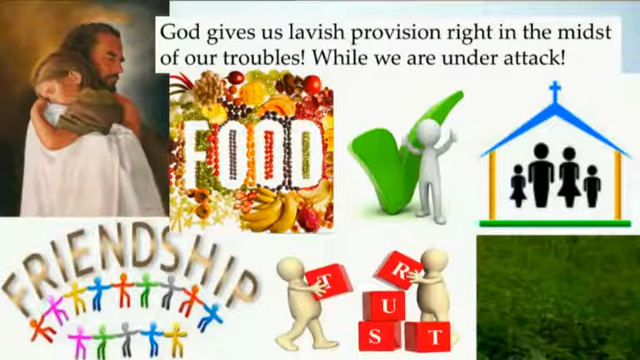 God gives us lavish provision right in the midst
of our troubles! While we are under attack!
FOOD
FRIENDSHIP
T
R
U
S T